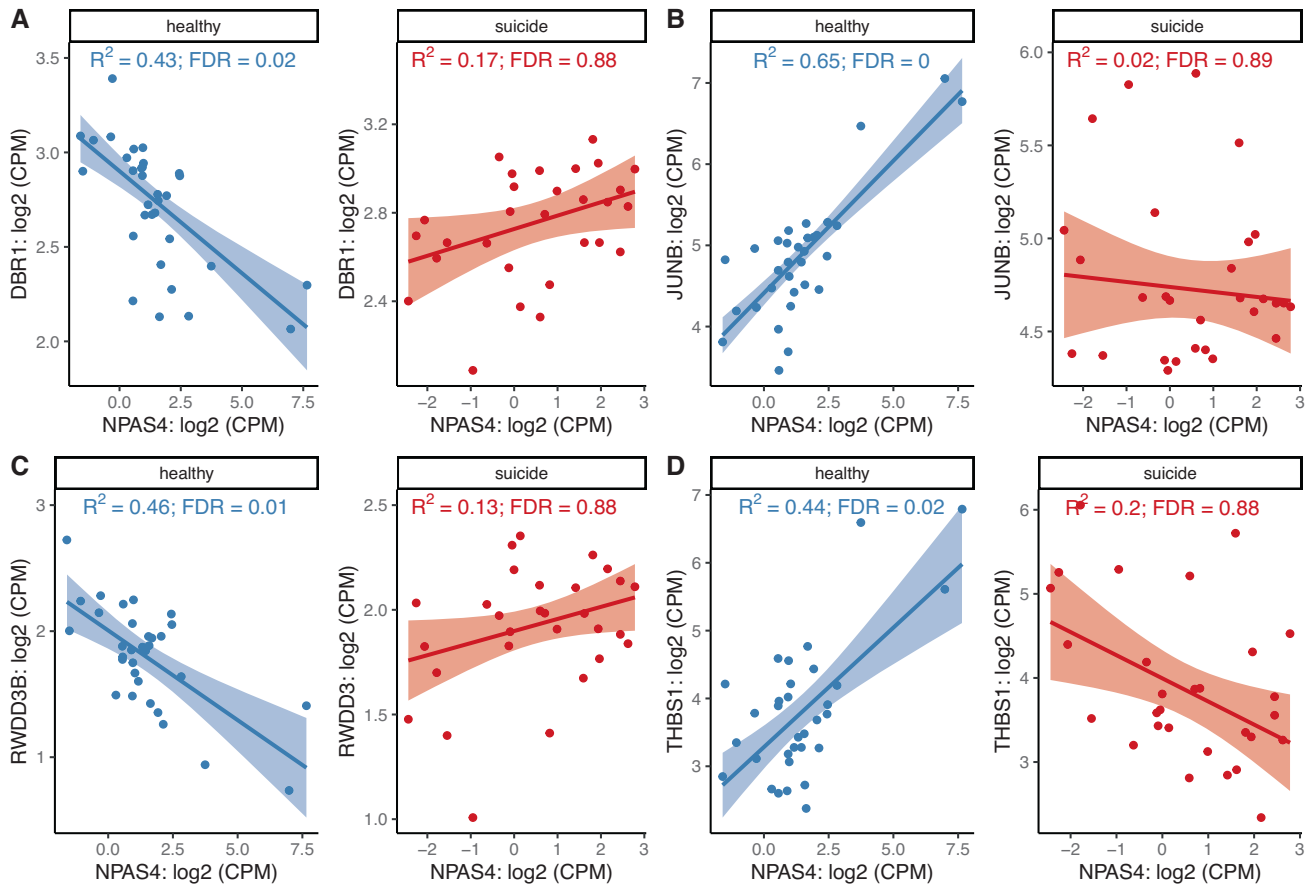 A
healthy
R² = 0.43; FDR = 0.02
DBR1: log2 (CPM)
3.5
3.0
2.5
2.0
0.0 2.5 5.0 7.5
NPAS4: log2 (CPM)
suicide
R² = 0.17; FDR = 0.88
DBR1: log2 (CPM)
3.2
2.8
2.4
−2 −1 0 1 2 3
NPAS4: log2 (CPM)
B
healthy
R² = 0.65; FDR = 0
JUNB: log2 (CPM)
7
6
5
4
0.0 2.5 5.0 7.5
NPAS4: log2 (CPM)
suicide
R² = 0.02; FDR = 0.89
JUNB: log2 (CPM)
6.0
5.5
5.0
4.5
−2 −1 0 1 2 3
NPAS4: log2 (CPM)
C
healthy
R² = 0.46; FDR = 0.01
RWDD3B: log2 (CPM)
3
2
1
0.0 2.5 5.0 7.5
NPAS4: log2 (CPM)
suicide
R² = 0.13; FDR = 0.88
RWDD3: log2 (CPM)
2.5
2.0
1.5
1.0
−2 −1 0 1 2 3
NPAS4: log2 (CPM)
D
healthy
R² = 0.44; FDR = 0.02
THBS1: log2 (CPM)
7
6
5
4
3
0.0 2.5 5.0 7.5
NPAS4: log2 (CPM)
suicide
R² = 0.2; FDR = 0.88
THBS1: log2 (CPM)
6
5
4
3
−2 −1 0 1 2 3
NPAS4: log2 (CPM)